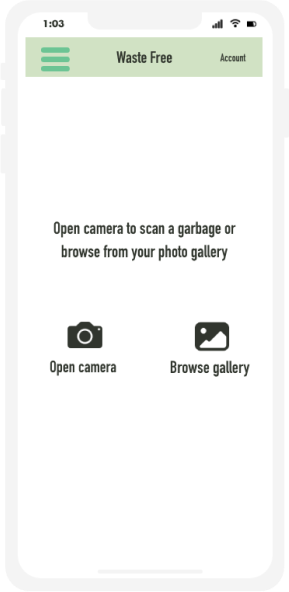 1:03
Waste Free
Account
Open camera to scan a garbage or
browse from your photo gallery
Open camera
Browse gallery